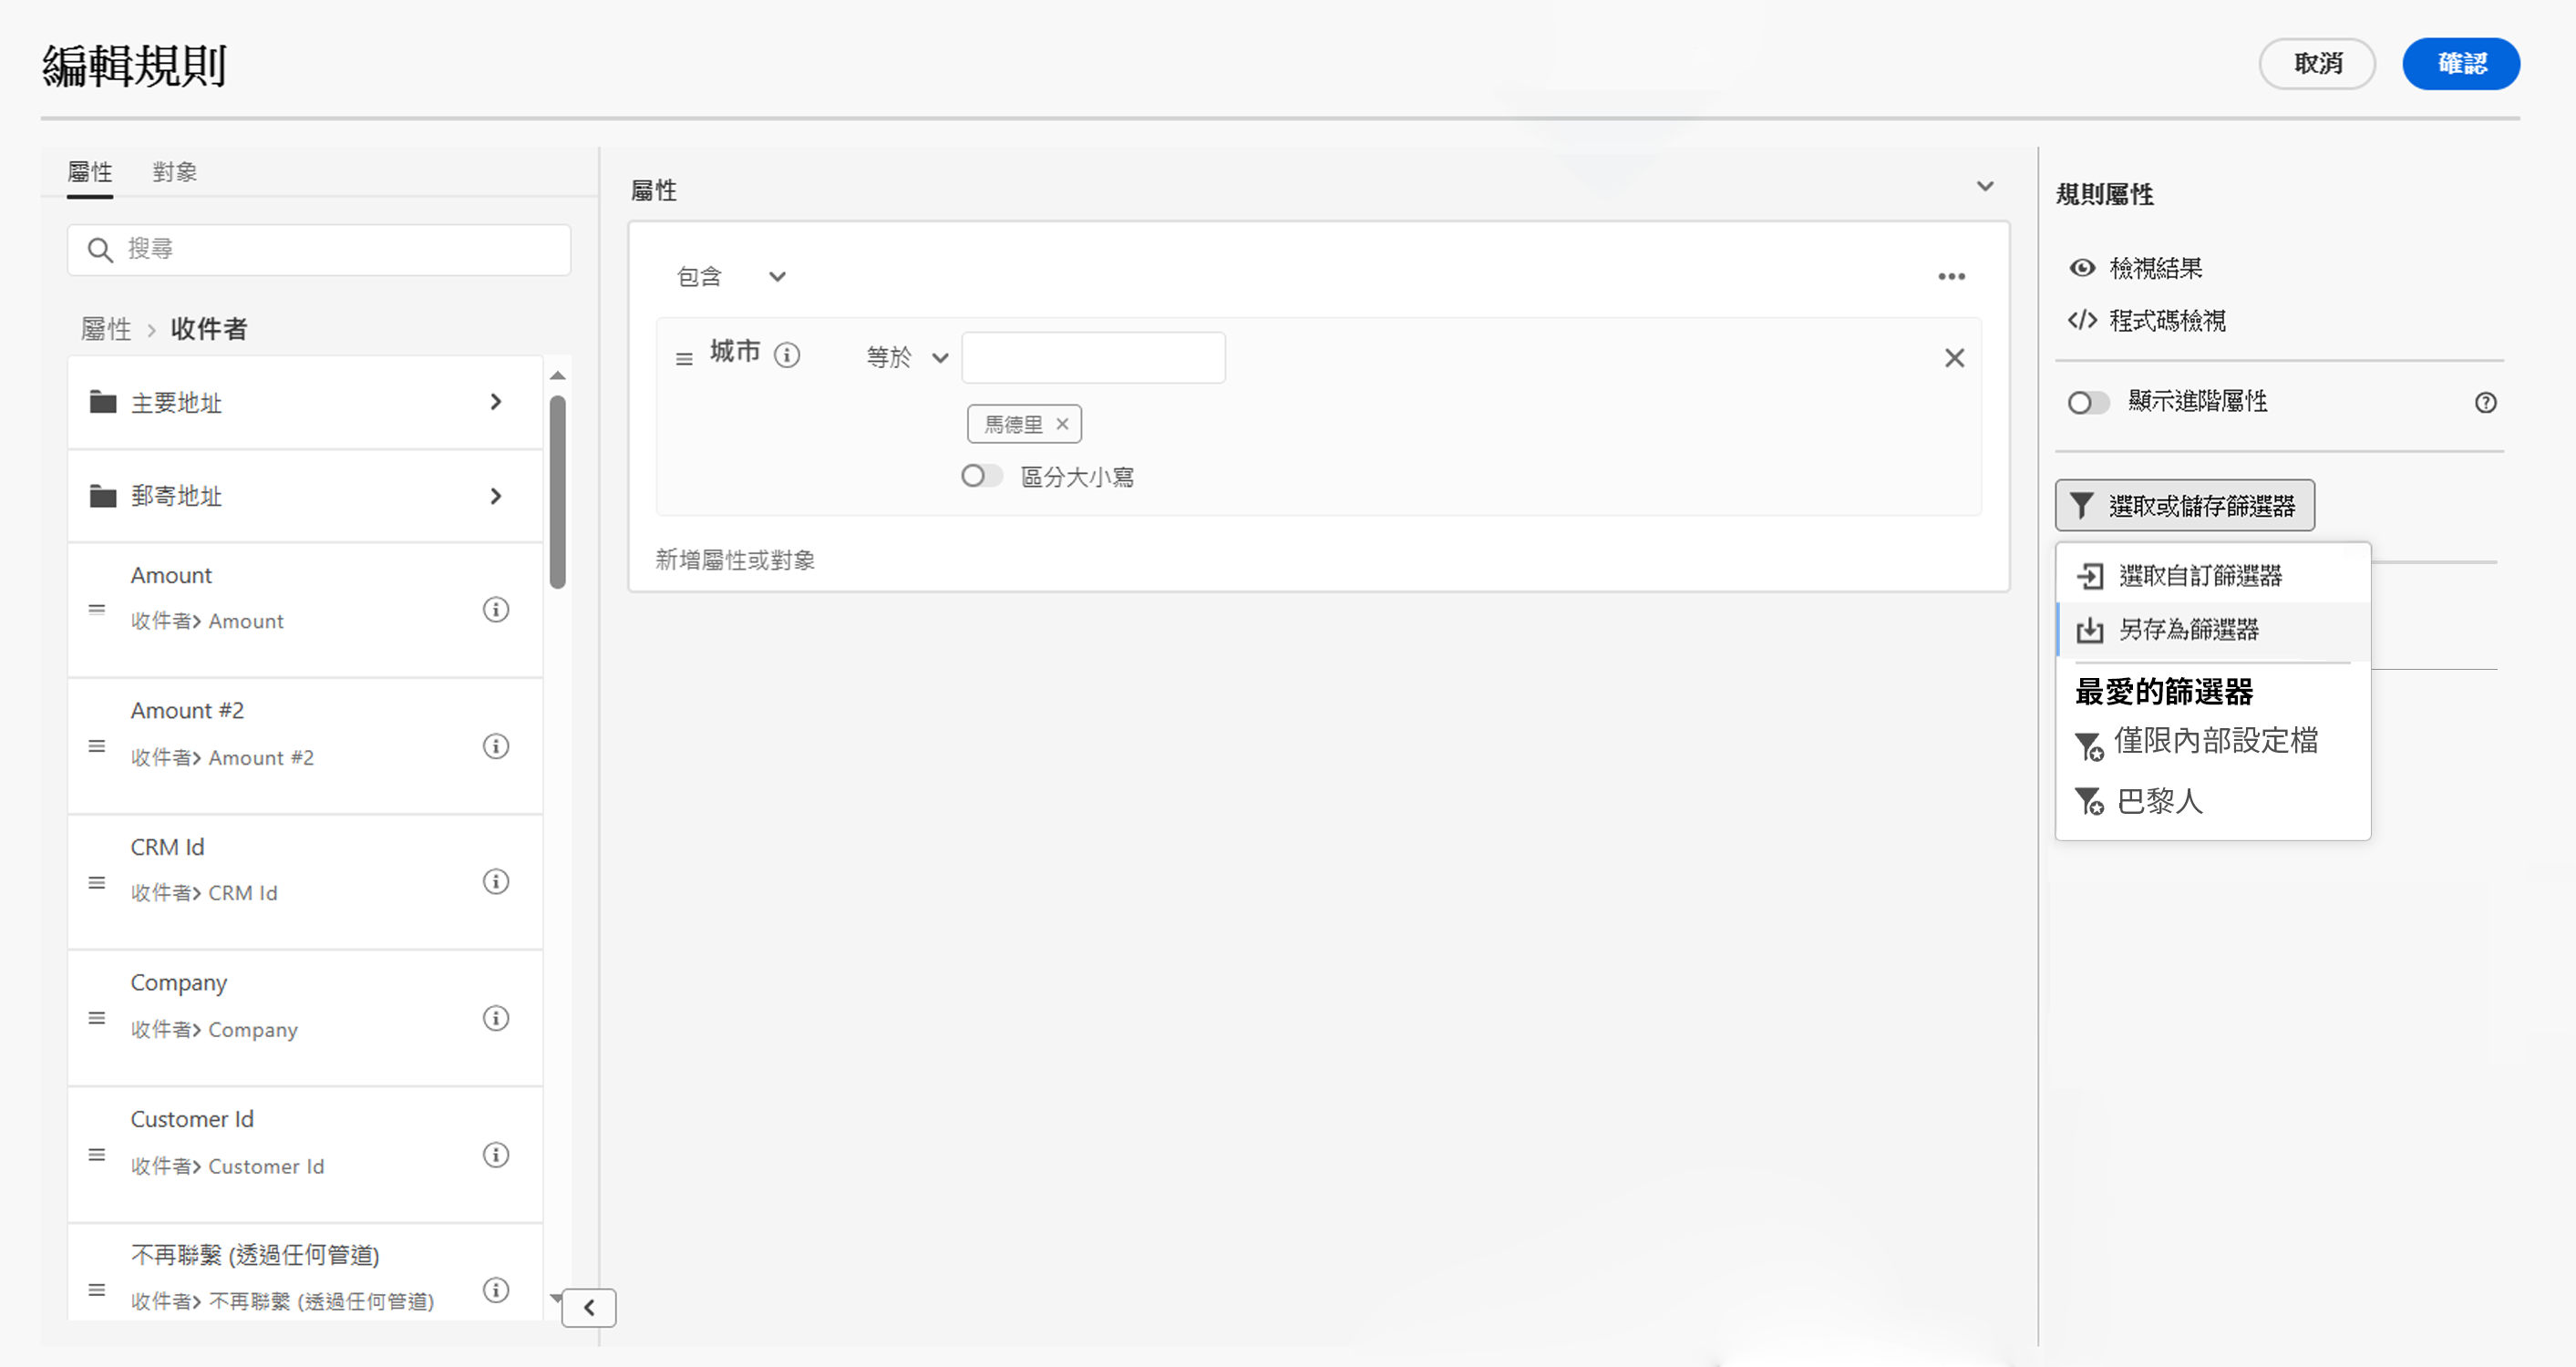 編輯規則
取消
確認
屬性
對象
搜尋
屬性 > 收件者
主要地址
郵寄地址
Amount
收件者> Amount
Amount #2
收件者> Amount #2
CRM Id
收件者> CRM Id
Company
收件者> Company
Customer Id
收件者> Customer Id
不再聯繫 (透過任何管道)
收件者> 不再聯繫 (透過任何管道)
屬性
包含
城市
等於
馬德里
區分大小寫
新增屬性或對象
規則屬性
檢視結果
程式碼檢視
顯示進階屬性
選取或儲存篩選器
選取自訂篩選器
另存為篩選器
最愛的篩選器
僅限內部設定檔
巴黎人